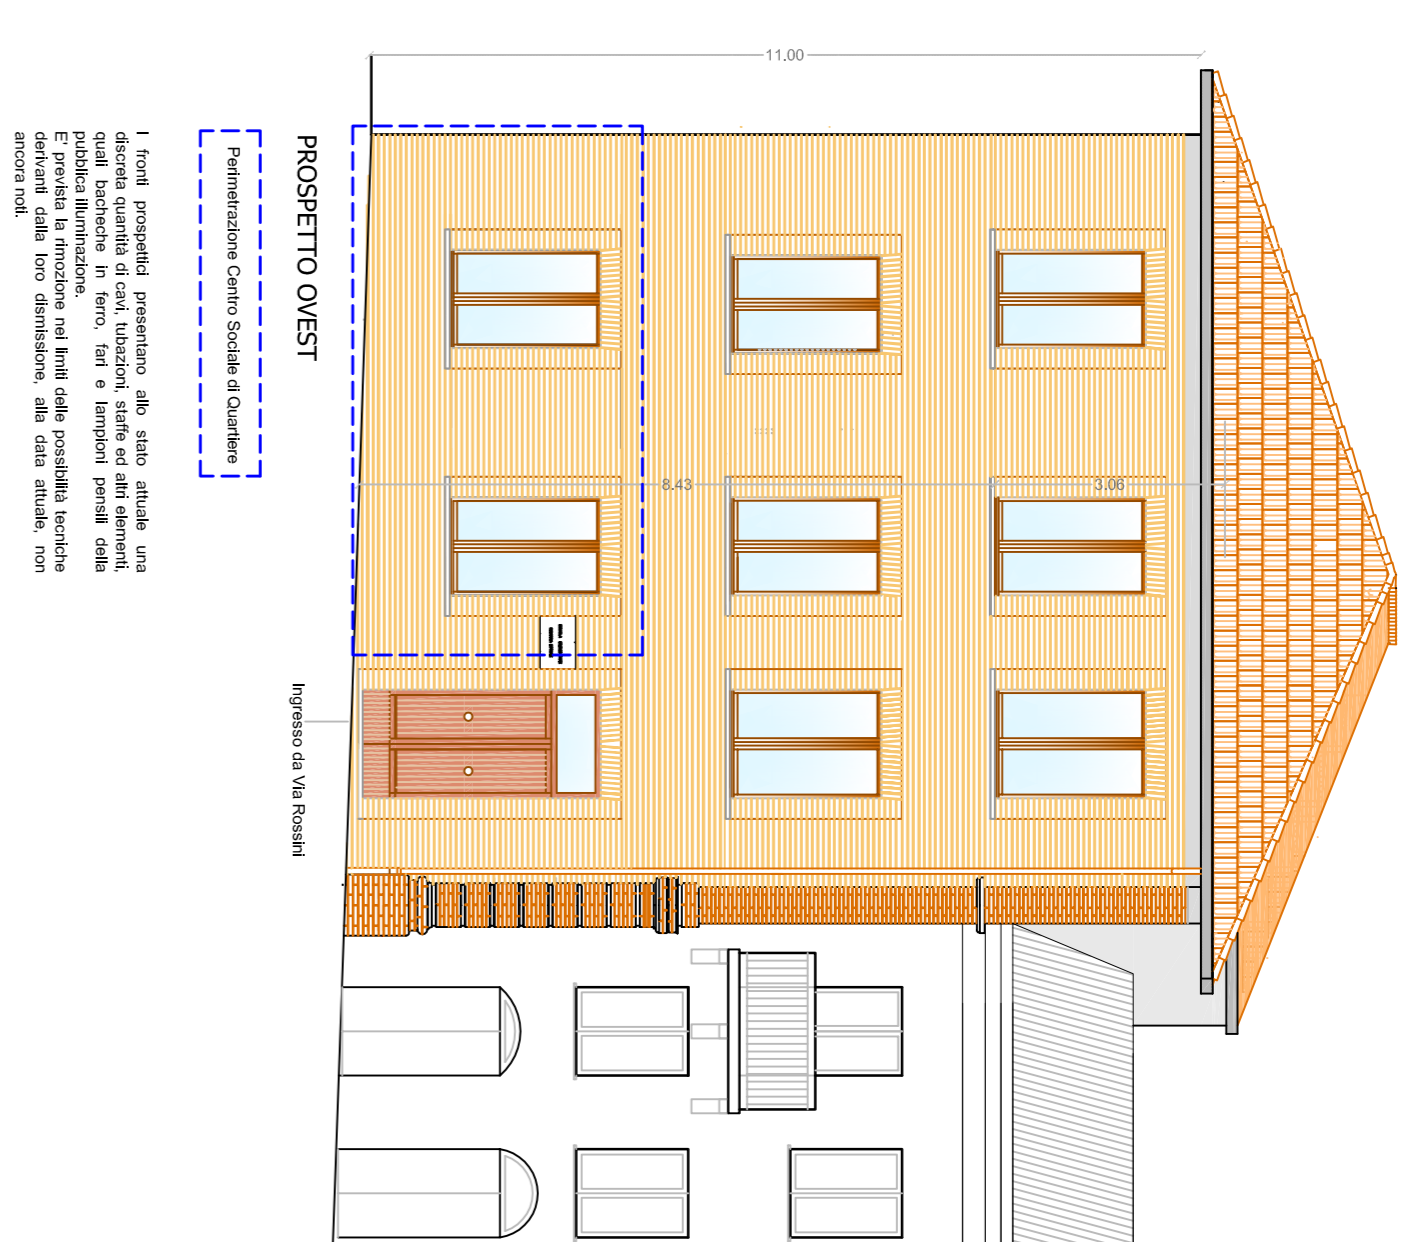 11.00
8.43
3.06
Ingresso da Via Rossini
PROSPETTO OVEST
Perimetrazione Centro Sociale di Quartiere
I fronti prospettici presentano allo stato attuale una
discreta quantità di cavi, tubazioni, staffe ed altri elementi,
quali bacheche in ferro, fari e lampioni pensili della
pubblica illuminazione.
E' prevista la rimozione nei limiti delle possibilità tecniche
derivanti dalla loro dismissione, alla data attuale, non
ancora noti.